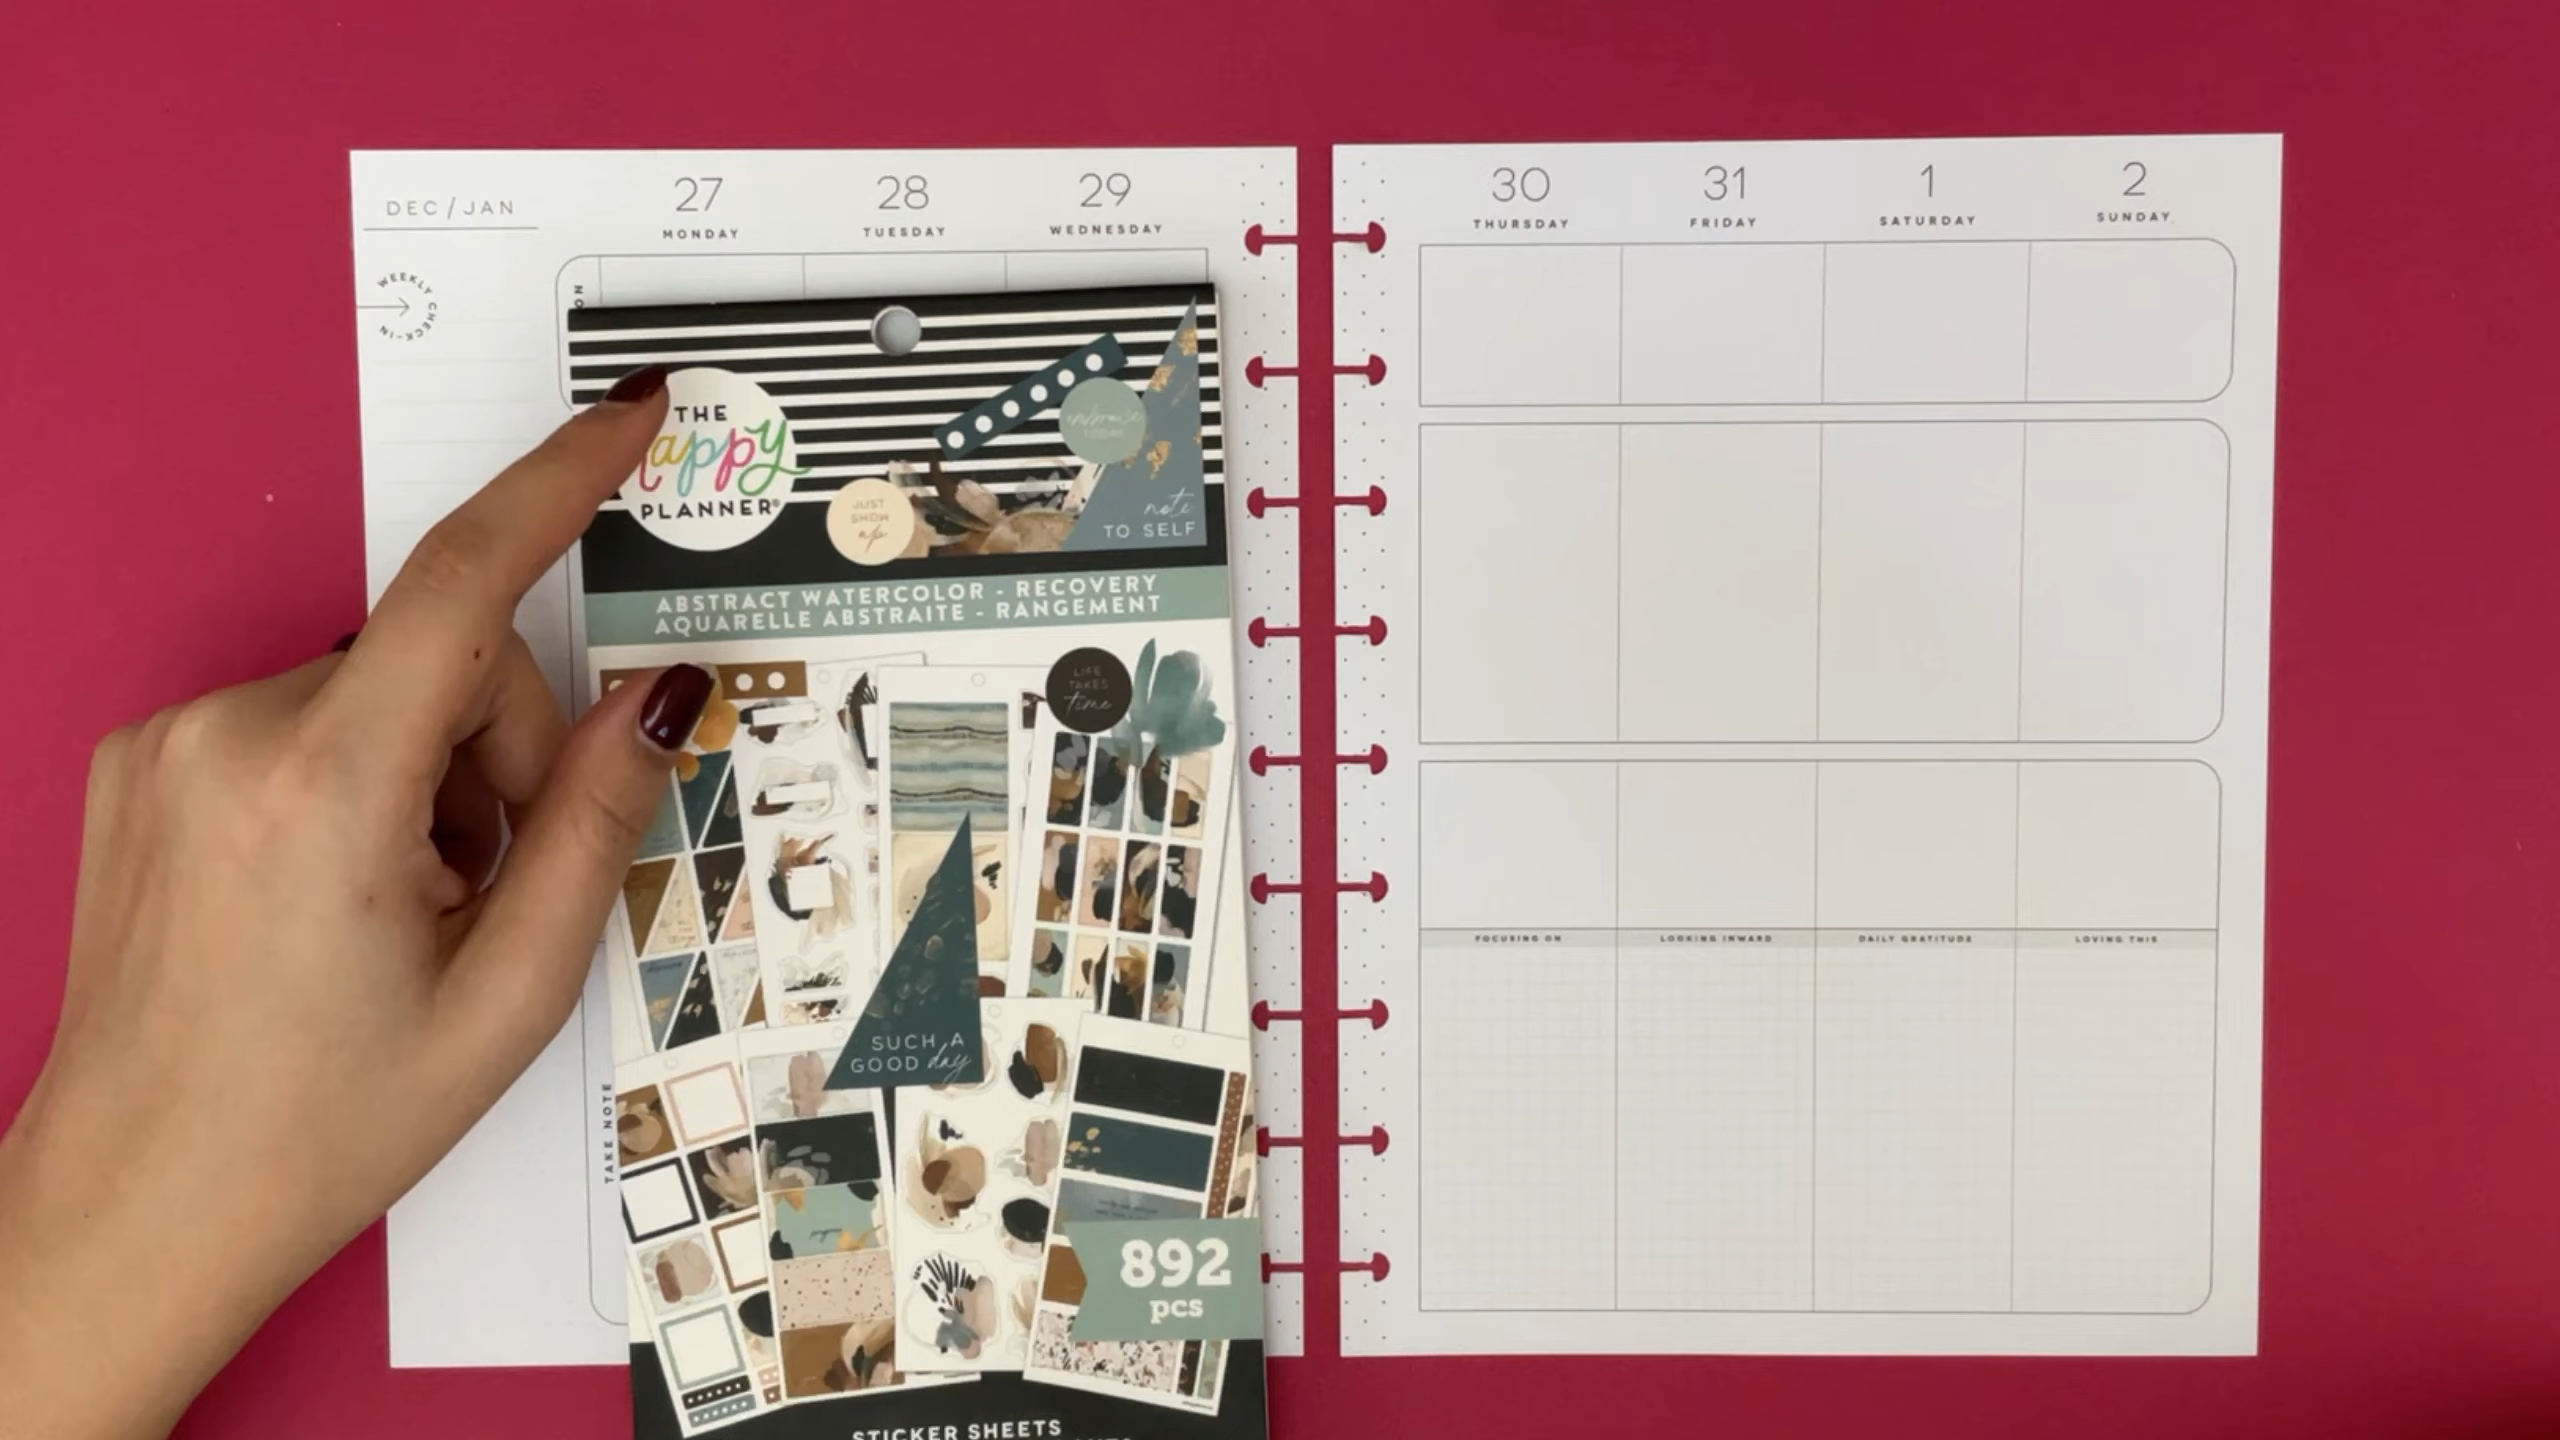 DEC/JAN
27
MONDAY
28
TUESDAY
29
WEDNESDAY
30
THURSDAY
31
FRIDAY
1
SATURDAY
2
SUNDAY
WEEKLY CHECK-IN
THE
happy
PLANNER®
JUST
SHOW
up
embrace
TODAY
note
TO SELF
ABSTRACT WATERCOLOR - RECOVERY
AQUARELLE ABSTRAITE - RANGEMENT
LIFE
TAKES
time
SUCH A
GOOD day
TAKE NOTE
892
pcs
STICKER SHEETS
FOCUSING ON
LOOKING INWARD
DAILY GRATITUDE
LOVING THIS